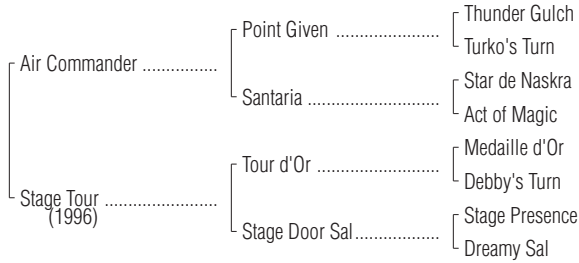 Thunder Gulch
Point Given ....................
Turko's Turn
Air Commander ...............
Star de Naskra
Santaria .........................
Act of Magic
Medaille d'Or
Tour d'Or ........................
Debby's Turn
Stage Tour ......................
(1996)
Stage Presence
Stage Door Sal................
Dreamy Sal